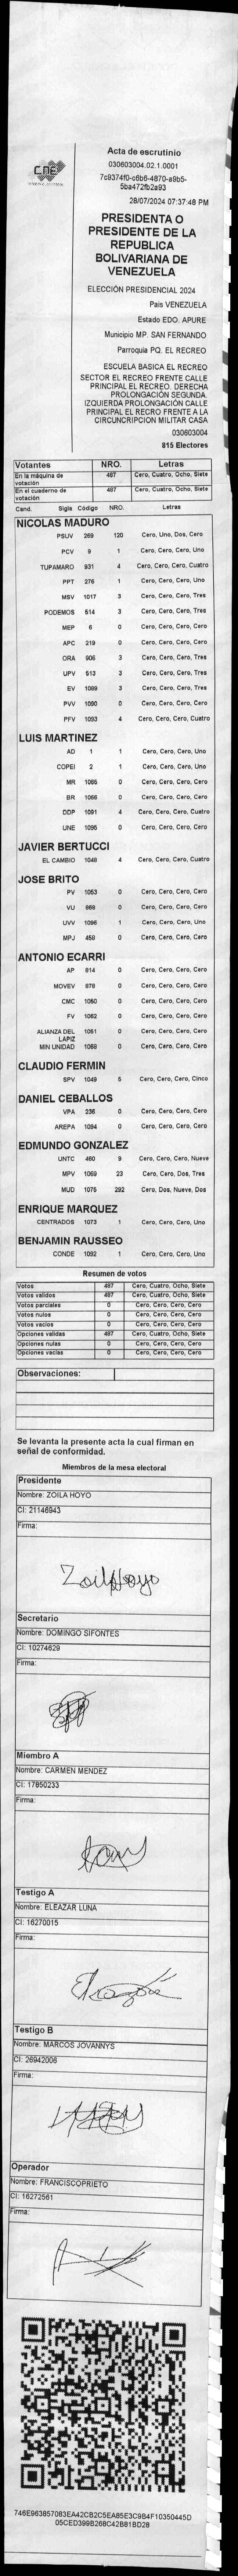 CNE
Acta de escrutinio
030603004.02.1.0001
7c9374f0-c6b6-4870-a9b5-
5ba472fb2a93
28/07/2024 07:37:48 PM
PRESIDENTA O
PRESIDENTE DE LA
REPUBLICA
BOLIVARIANA DE
VENEZUELA
ELECCIÓN PRESIDENCIAL 2024
Pais VENEZUELA
Estado EDO. APURE
Municipio MP. SAN FERNANDO
Parroquia PQ. EL RECREO
ESCUELA BASICA EL RECREO
SECTOR EL RECREO FRENTE CALLE
PRINCIPAL EL RECREO. DERECHA
PROLONGACIÓN SEGUNDA.
IZQUIERDA PROLONGACIÓN CALLE
PRINCIPAL EL RECRO FRENTE A LA
CIRCUNCRIPCION MILITAR CASA
030603004
815 Electores
Votantes NRO. Letras
En la máquina de votación 487 Cero, Cuatro, Ocho, Siete
En el cuaderno de votación 487 Cero, Cuatro, Ocho, Siete
Cand. Sigla Código NRO. Letras
NICOLAS MADURO
PSUV 269 120 Cero, Uno, Dos, Cero
PCV 9 1 Cero, Cero, Cero, Uno
TUPAMARO 931 4 Cero, Cero, Cero, Cuatro
PPT 276 1 Cero, Cero, Cero, Uno
MSV 1017 3 Cero, Cero, Cero, Tres
PODEMOS 514 3 Cero, Cero, Cero, Tres
MEP 6 0 Cero, Cero, Cero, Cero
APC 219 0 Cero, Cero, Cero, Cero
ORA 906 3 Cero, Cero, Cero, Tres
UPV 513 3 Cero, Cero, Cero, Tres
EV 1089 3 Cero, Cero, Cero, Tres
PVV 1090 0 Cero, Cero, Cero, Cero
PFV 1093 4 Cero, Cero, Cero, Cuatro
LUIS MARTINEZ
AD 1 1 Cero, Cero, Cero, Uno
COPEI 2 1 Cero, Cero, Cero, Uno
MR 1065 0 Cero, Cero, Cero, Cero
BR 1066 0 Cero, Cero, Cero, Cero
DDP 1091 4 Cero, Cero, Cero, Cuatro
UNE 1095 0 Cero, Cero, Cero, Cero
JAVIER BERTUCCI
EL CAMBIO 1048 4 Cero, Cero, Cero, Cuatro
JOSE BRITO
PV 1053 0 Cero, Cero, Cero, Cero
VU 868 0 Cero, Cero, Cero, Cero
UVV 1096 1 Cero, Cero, Cero, Uno
MPJ 458 0 Cero, Cero, Cero, Cero
ANTONIO ECARRI
AP 814 0 Cero, Cero, Cero, Cero
MOVEV 878 0 Cero, Cero, Cero, Cero
CMC 1050 0 Cero, Cero, Cero, Cero
FV 1062 0 Cero, Cero, Cero, Cero
ALIANZA DEL LAPIZ 1051 0 Cero, Cero, Cero, Cero
MIN UNIDAD 1058 0 Cero, Cero, Cero, Cero
CLAUDIO FERMIN
SPV 1049 5 Cero, Cero, Cero, Cinco
DANIEL CEBALLOS
VPA 236 0 Cero, Cero, Cero, Cero
AREPA 1094 0 Cero, Cero, Cero, Cero
EDMUNDO GONZALEZ
UNTC 460 9 Cero, Cero, Cero, Nueve
MPV 1069 23 Cero, Cero, Dos, Tres
MUD 1075 292 Cero, Dos, Nueve, Dos
ENRIQUE MARQUEZ
CENTRADOS 1073 1 Cero, Cero, Cero, Uno
BENJAMIN RAUSSEO
CONDE 1092 1 Cero, Cero, Cero, Uno
Resumen de votos
Votos 487 Cero, Cuatro, Ocho, Siete
Votos validos 487 Cero, Cuatro, Ocho, Siete
Votos parciales 0 Cero, Cero, Cero, Cero
Votos nulos 0 Cero, Cero, Cero, Cero
Votos vacios 0 Cero, Cero, Cero, Cero
Opciones validas 487 Cero, Cuatro, Ocho, Siete
Opciones nulas 0 Cero, Cero, Cero, Cero
Opciones vacias 0 Cero, Cero, Cero, Cero
Observaciones:
Se levanta la presente acta la cual firman en
señal de conformidad.
Miembros de la mesa electoral
Presidente
Nombre: ZOILA HOYO
CI: 21146943
Firma:
Zoila Hoyo
Secretario
Nombre: DOMINGO SIFONTES
CI: 10274629
Firma:
Miembro A
Nombre: CARMEN MENDEZ
CI: 17850233
Firma:
Testigo A
Nombre: ELEAZAR LUNA
CI: 16270015
Firma:
Testigo B
Nombre: MARCOS JOVANNYS
CI: 26942006
Firma:
Operador
Nombre: FRANCISCOPRIETO
CI: 16272561
Firma:
746E963857083EA42CB2C5EA85E3C9B4F10350445D
05CED399B268C42B81BD28